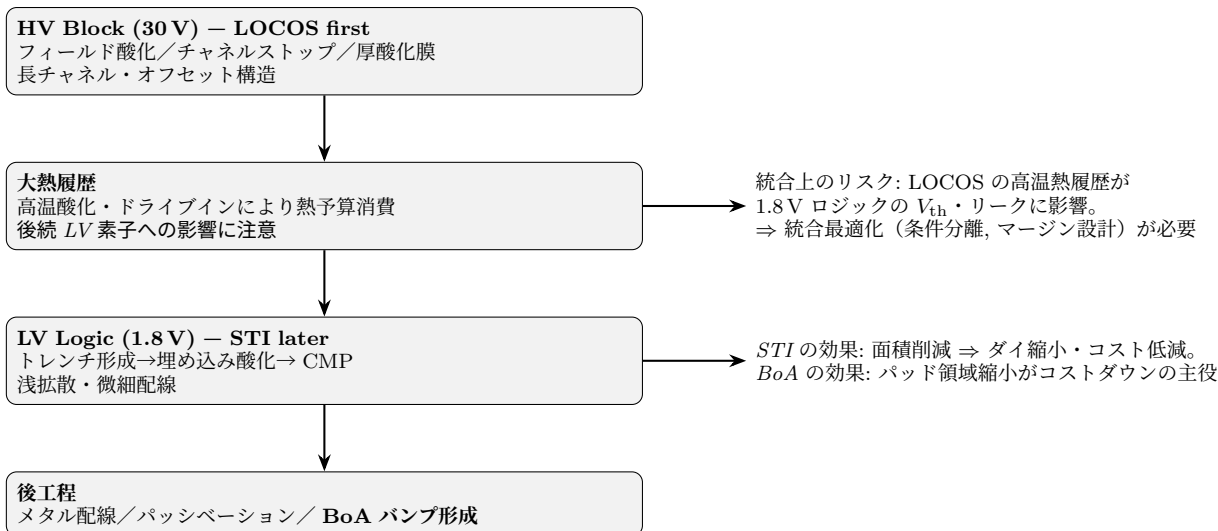 HV Block (30 V) – LOCOS first
フィールド酸化／チャネルストップ／厚酸化膜
長チャネル・オフセット構造
大熱履歴
高温酸化・ドライブインにより熱予算消費
後続 LV 素子への影響に注意
統合上のリスク: LOCOS の高温熱履歴が
1.8 V ロジックの Vth・リークに影響。
⇒ 統合最適化（条件分離, マージン設計）が必要
LV Logic (1.8 V) – STI later
トレンチ形成→埋め込み酸化→ CMP
浅拡散・微細配線
STI の効果: 面積削減 ⇒ ダイ縮小・コスト低減。
BoA の効果: パッド領域縮小がコストダウンの主役
後工程
メタル配線／パッシベーション／ BoA バンプ形成